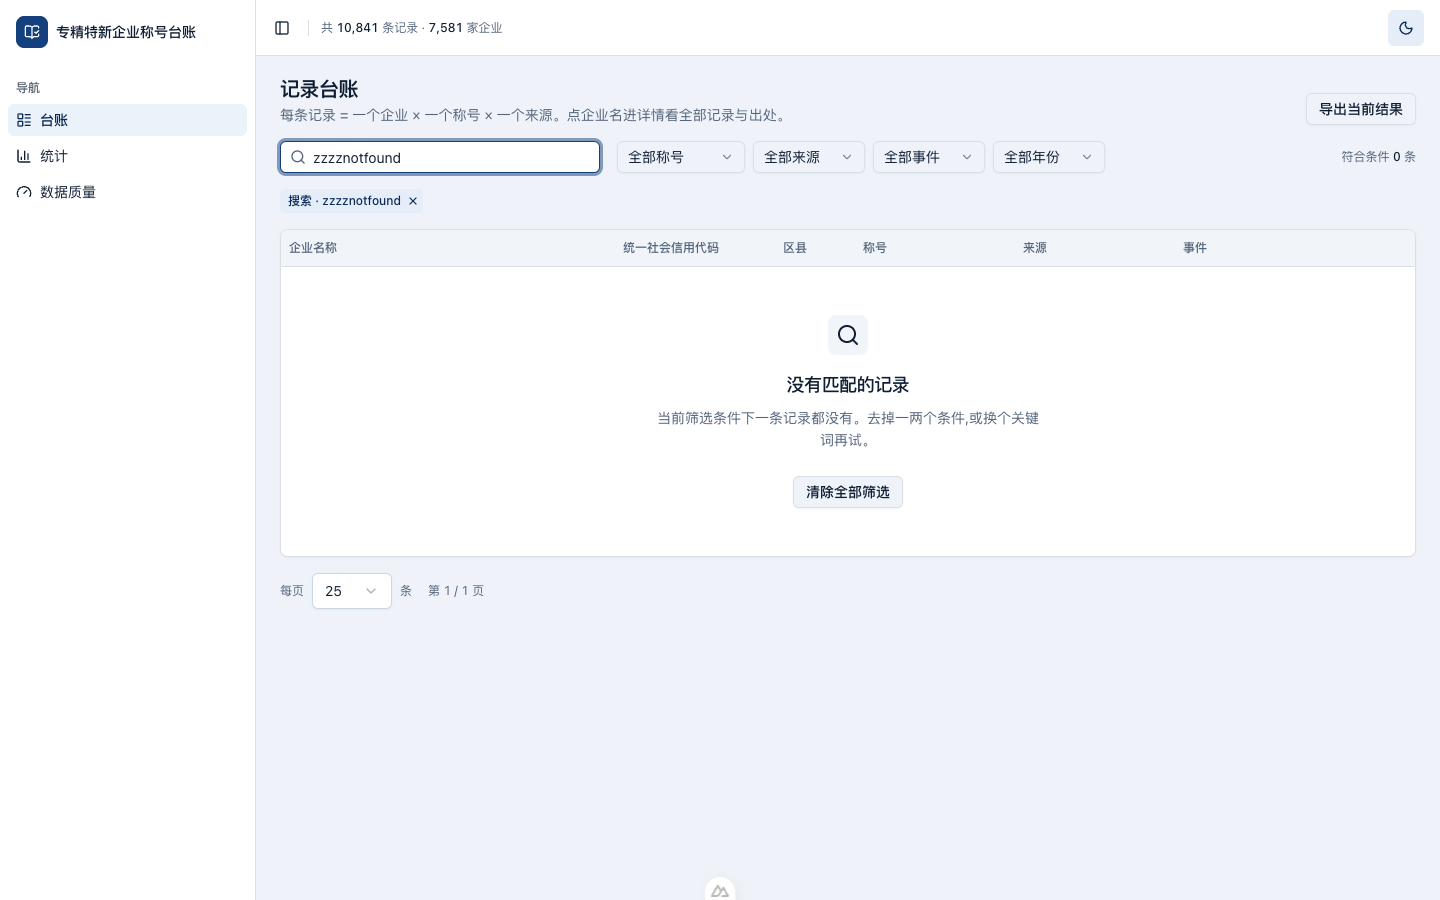 专精特新企业称号台账
共 10,841 条记录 · 7,581 家企业
导航
台账
统计
数据质量
记录台账
每条记录 = 一个企业 × 一个称号 × 一个来源。点企业名进详情看全部记录与出处。
导出当前结果
zzzznotfound
全部称号
全部来源
全部事件
全部年份
符合条件 0 条
搜索 · zzzznotfound
企业名称
统一社会信用代码
区县
称号
来源
事件
没有匹配的记录
当前筛选条件下一条记录都没有。去掉一两个条件,或换个关键
词再试。
清除全部筛选
每页
25
条
第 1 / 1 页